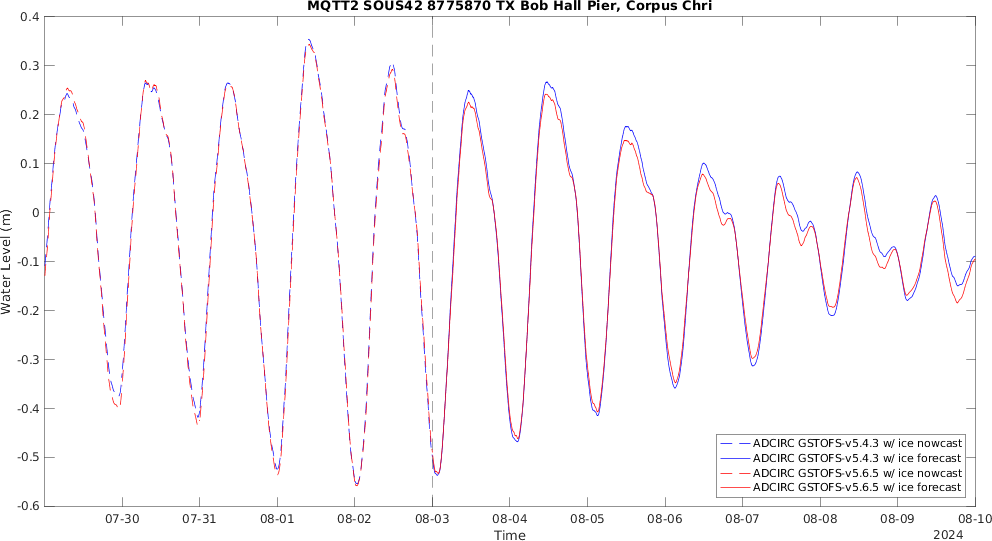 MQTT2 SOUS42 8775870 TX Bob Hall Pier, Corpus Chri
0.4
0.3
0.2
0.1
0
-0.1
-0.2
-0.3
-0.4
-0.5
-0.6
Water Level (m)
ADCIRC GSTOFS-v5.4.3 w/ ice nowcast
ADCIRC GSTOFS-v5.4.3 w/ ice forecast
ADCIRC GSTOFS-v5.6.5 w/ ice nowcast
ADCIRC GSTOFS-v5.6.5 w/ ice forecast
07-30 07-31 08-01 08-02 08-03 08-04 08-05 08-06 08-07 08-08 08-09 08-10
Time
2024